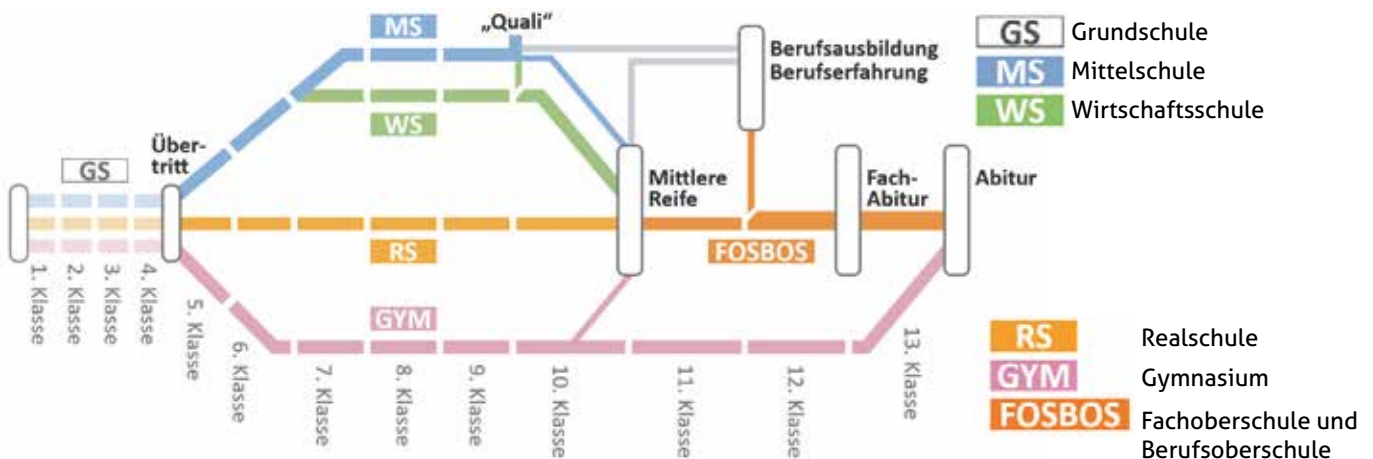 MS
„Quali“
GS Grundschule
MS Mittelschule
WS Wirtschaftsschule
Berufsausbildung
Berufserfahrung
WS
Über-
tritt
GS
Mittlere
Reife
Fach-
Abitur
Abitur
RS
FOSBOS
1. Klasse
2. Klasse
3. Klasse
4. Klasse
5. Klasse
6. Klasse
7. Klasse
8. Klasse
9. Klasse
10. Klasse
11. Klasse
12. Klasse
13. Klasse
GYM
RS Realschule
GYM Gymnasium
FOSBOS Fachoberschule und
Berufsoberschule